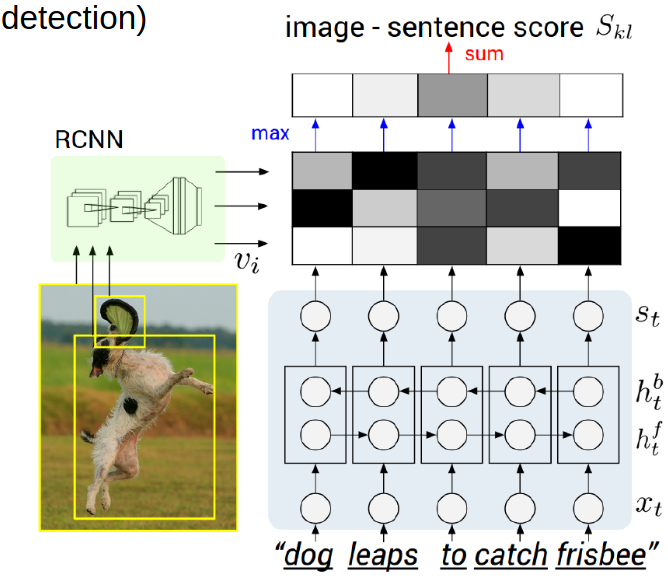 detection)
image - sentence score $S_{kl}$
sum
max
RCNN
$v_i$
$s_t$
$h_t^b$
$h_t^f$
$x_t$
“dog leaps to catch frisbee”